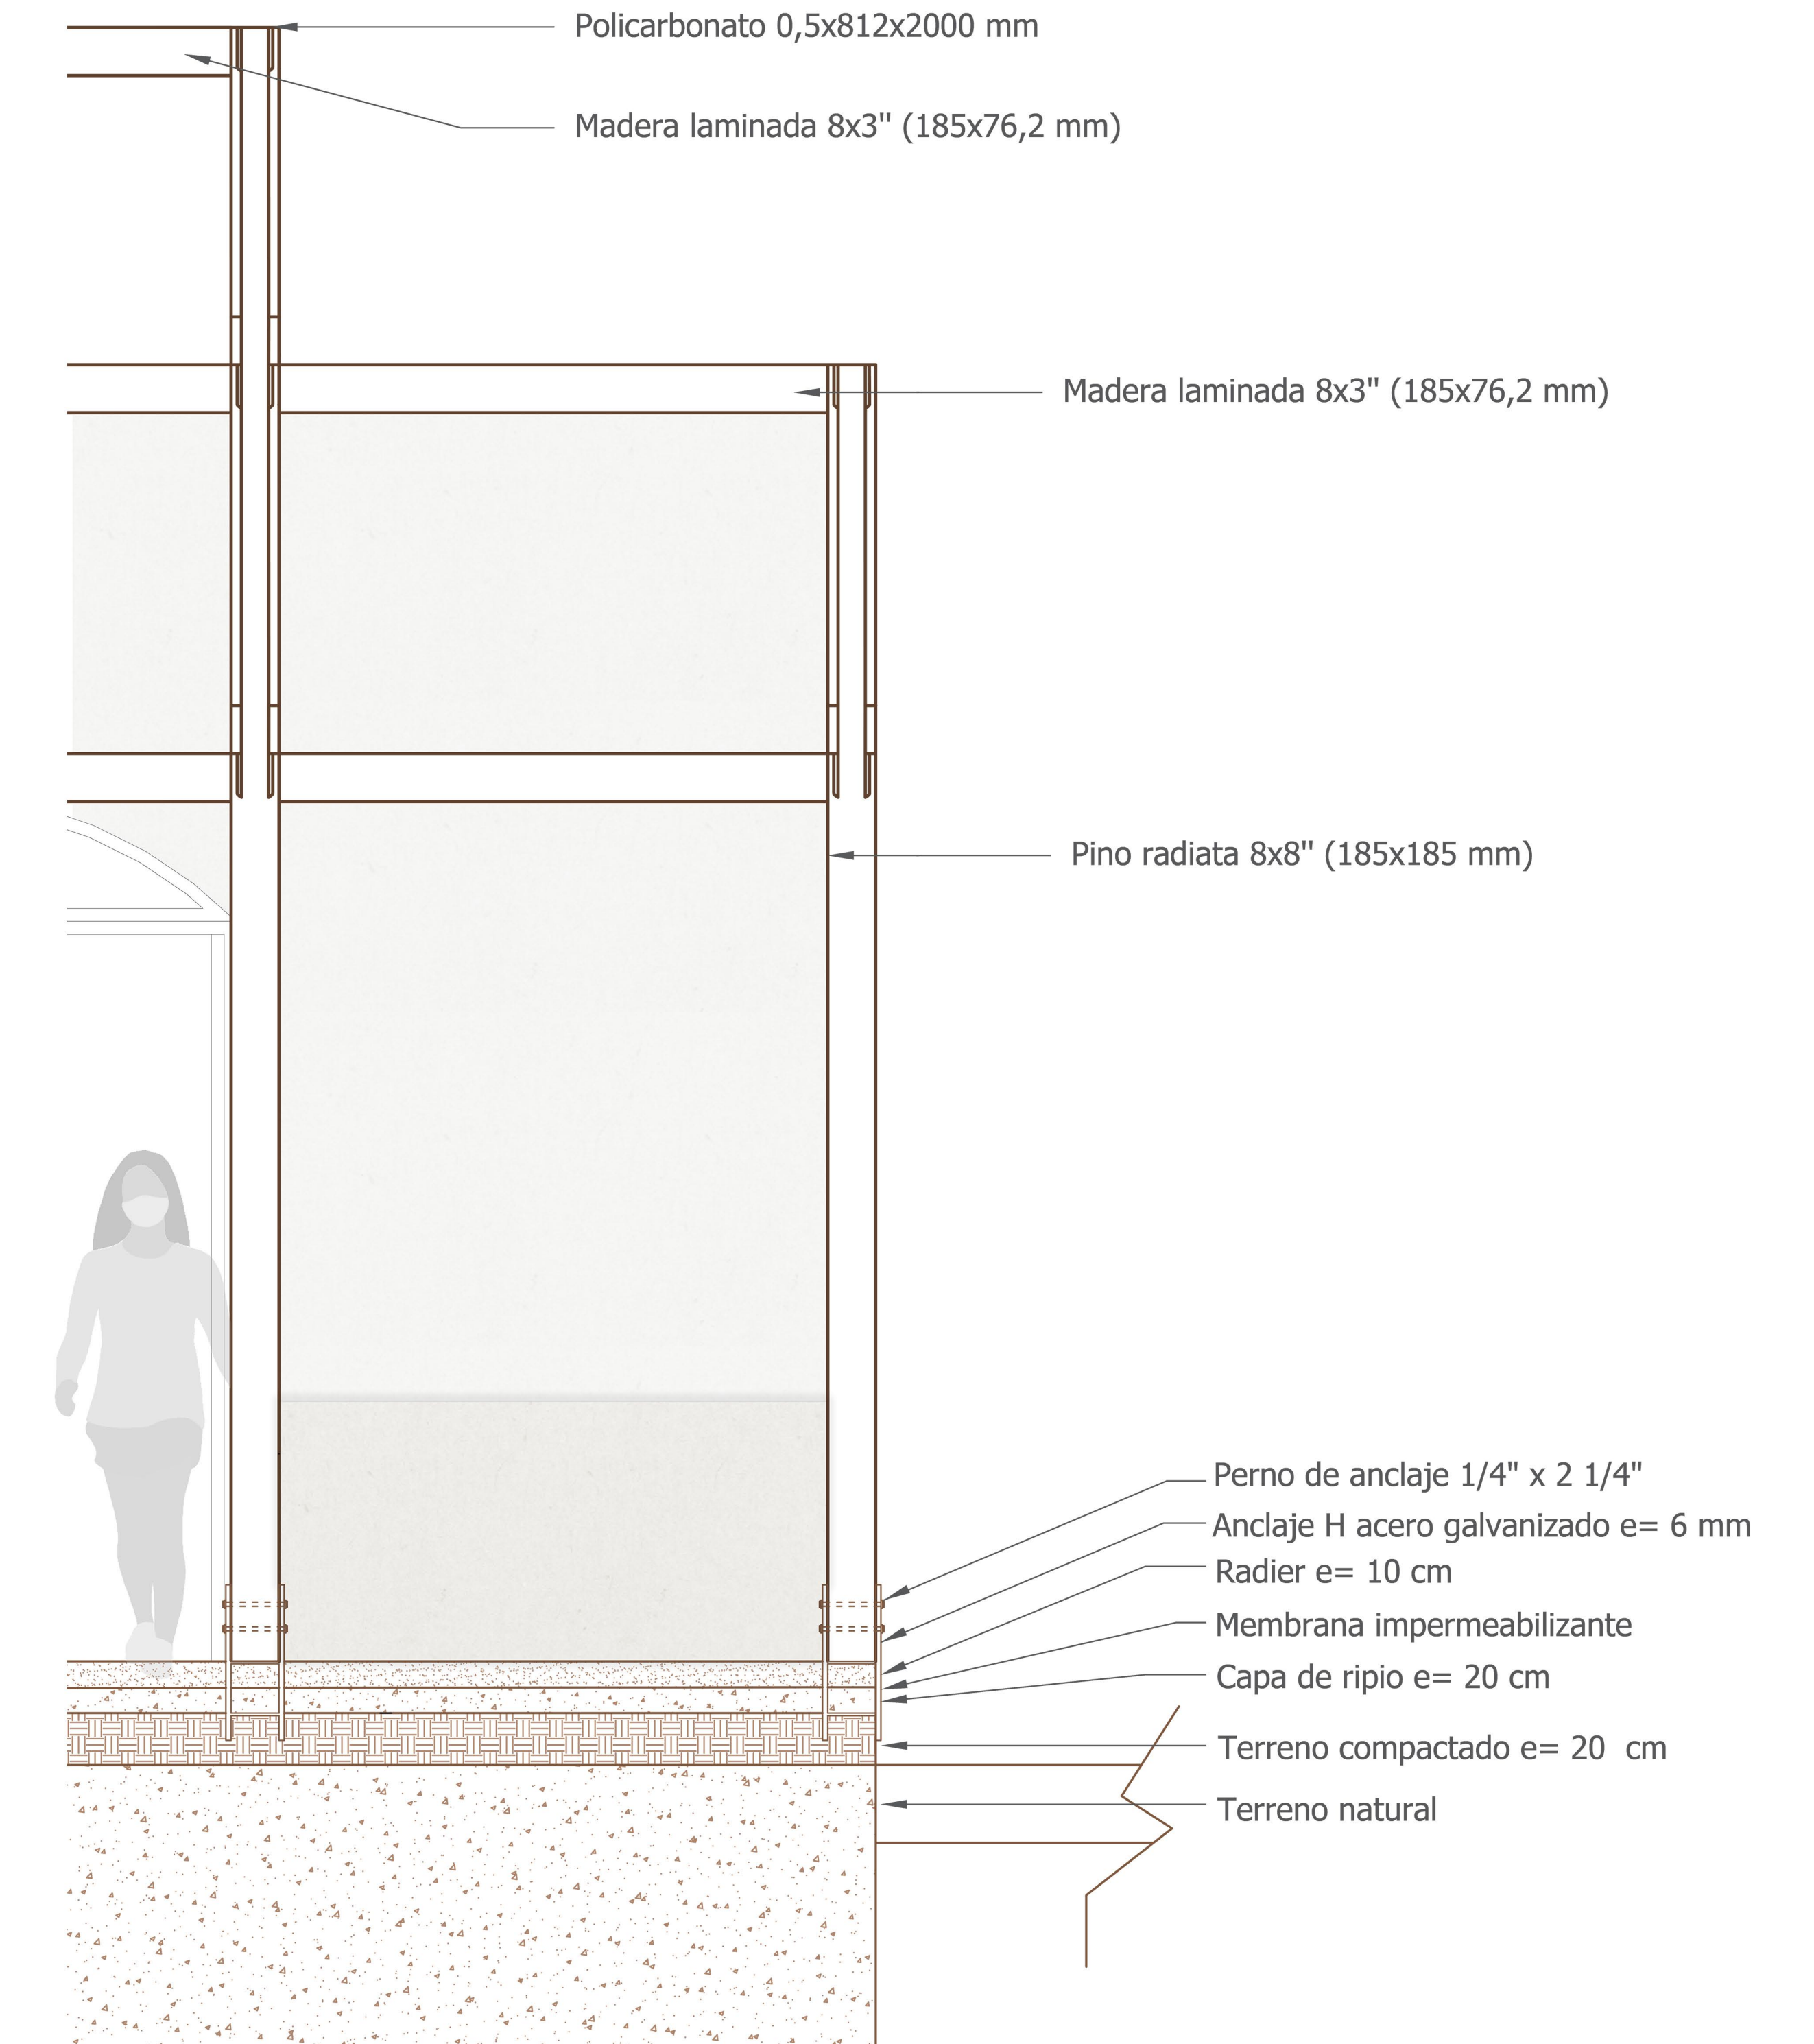 Policarbonato 0,5x812x2000 mm
Madera laminada 8x3" (185x76,2 mm)
Madera laminada 8x3" (185x76,2 mm)
Pino radiata 8x8" (185x185 mm)
Perno de anclaje 1/4" x 2 1/4"
Anclaje H acero galvanizado e= 6 mm
Radier e= 10 cm
Membrana impermeabilizante
Capa de ripio e= 20 cm
Terreno compactado e= 20  cm
Terreno natural